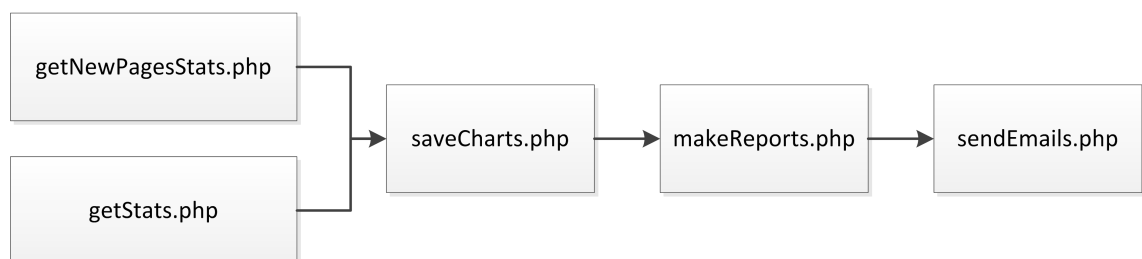 getNewPagesStats.php
getStats.php
saveCharts.php
makeReports.php
sendEmails.php